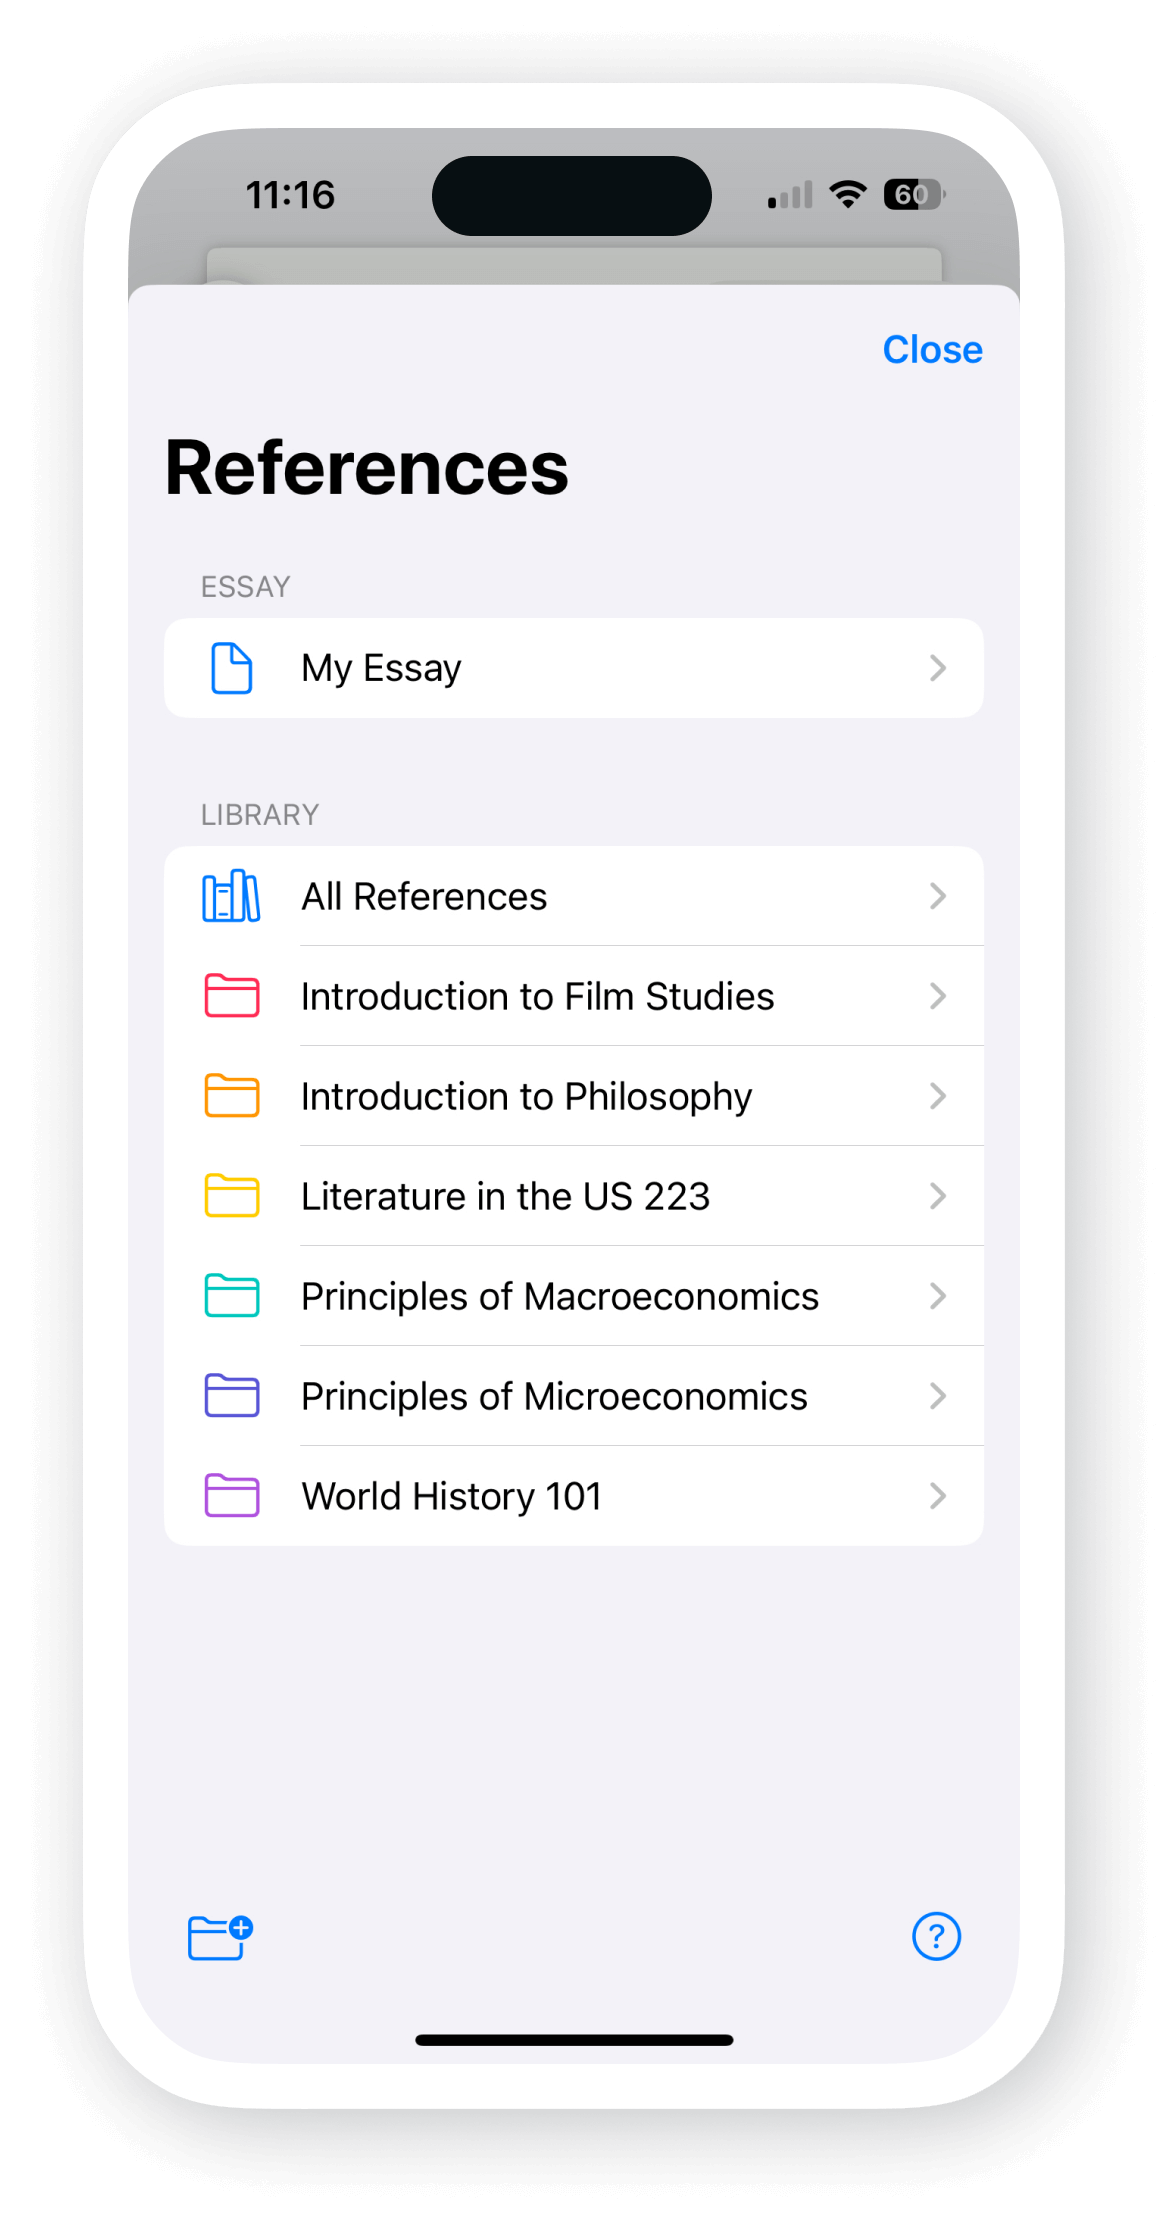 11:16
60
Close
References
ESSAY
My Essay
LIBRARY
All References
Introduction to Film Studies
Introduction to Philosophy
Literature in the US 223
Principles of Macroeconomics
Principles of Microeconomics
World History 101
?